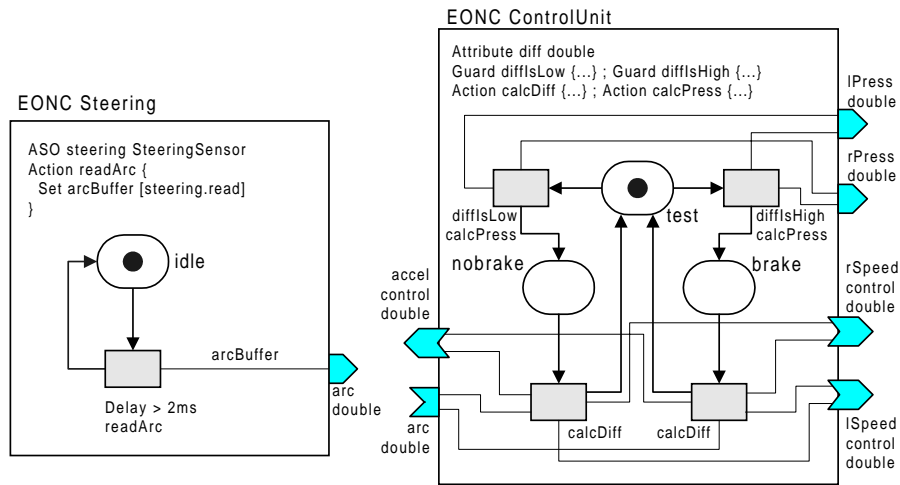 EONC Steering
ASO steering SteeringSensor
Action readArc {
Set arcBuffer [steering.read]
}
idle
arcBuffer
Delay > 2ms
readArc
arc
double
EONC ControlUnit
Attribute diff double
Guard diffIsLow {...} ; Guard diffIsHigh {...}
Action calcDiff {...} ; Action calcPress {...}
lPress
double
rPress
double
diffIsLow
calcPress
test
diffIsHigh
calcPress
nobrake
brake
accel
control
double
rSpeed
control
double
arc
double
calcDiff
calcDiff
lSpeed
control
double